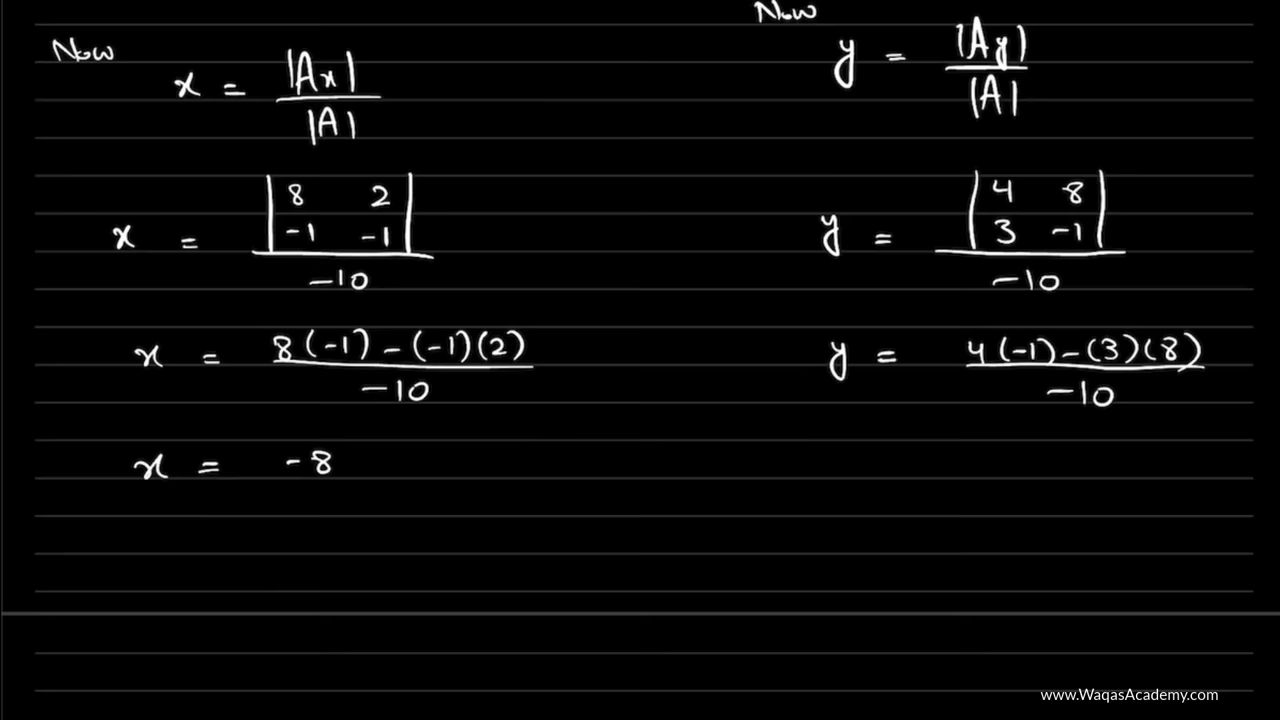 Now
x = |Ax| / |A|
x = | 8 2 |
| -1 -1 |
-10
x = 8(-1) - (-1)(2)
-10
x = -8
Now
y = |Ay| / |A|
y = | 4 8 |
| 3 -1 |
-10
y = 4(-1) - (3)(8)
-10
www.WaqasAcademy.com